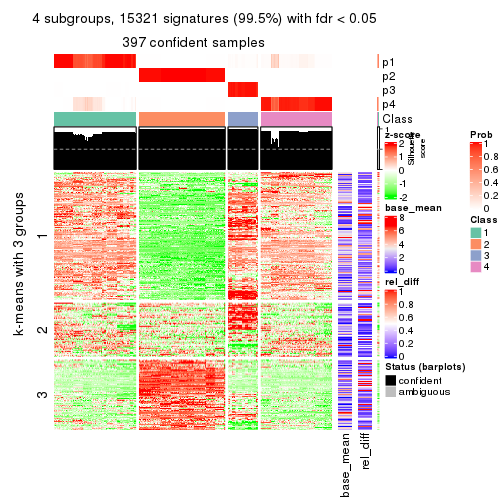 4 subgroups, 15321 signatures (99.5%) with fdr < 0.05
397 confident samples
p1
p2
p3
p4
Class
1
Silhouette
score
k-means with 3 groups
1
2
3
base_mean
rel_diff
z-score
2
1
0
-1
-2
base_mean
8
6
4
2
0
rel_diff
1
0.8
0.6
0.4
0.2
0
Status (barplots)
confident
ambiguous
Prob
1
0.8
0.6
0.4
0.2
0
Class
1
2
3
4